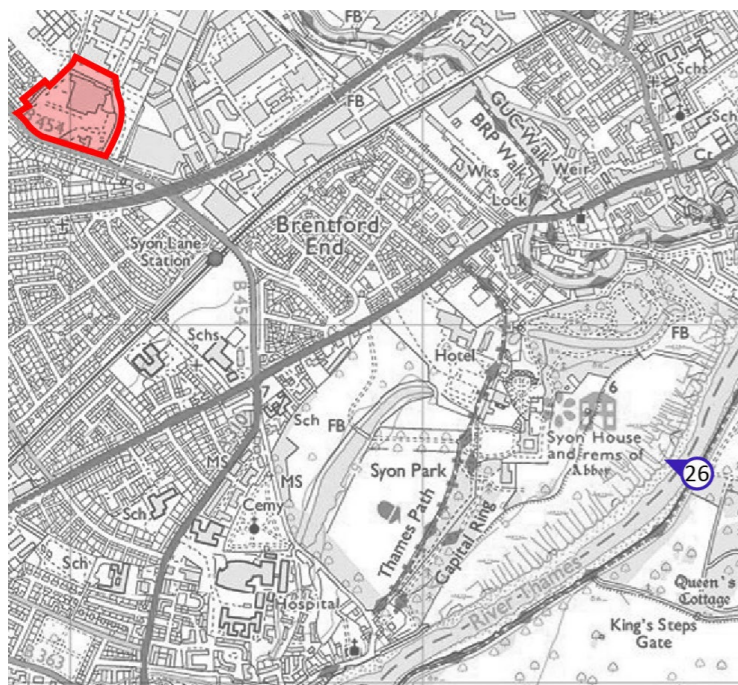 FB
Schs
B454
FB
GUC Walk
BRP Walk
Sch
Wks
Weir
Ct
Lock
Brentford
End
Syon Lane
Station
B 454
FB
Schs
Hotel
6
Sch
FB
Syon House
and rems of
Abbey
26
MS
Syon Park
MS
Sch
Cemy
Thames Path
Capital Ring
Sch
River Thames
Queen's
Cottage
Hospital
King's Steps
Gate
363